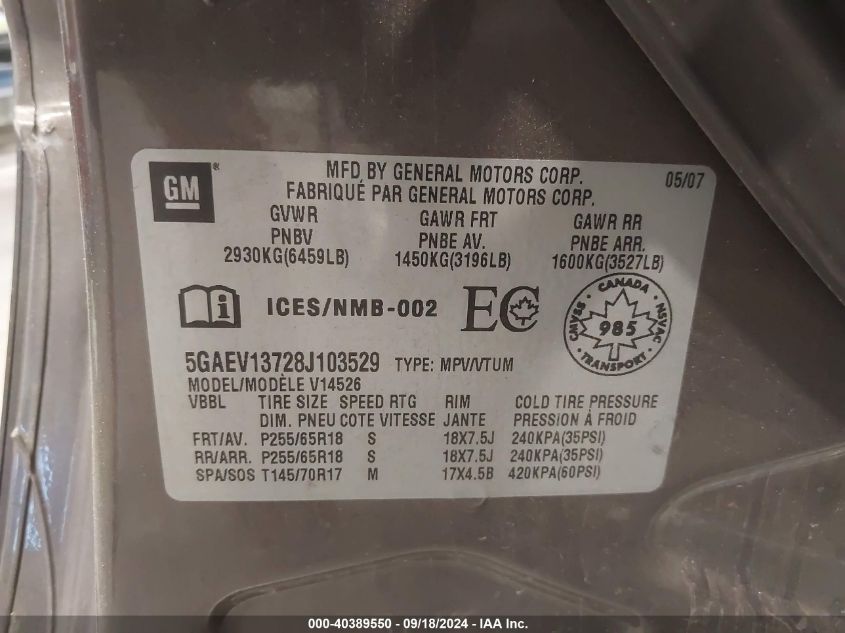 GM
MFD BY GENERAL MOTORS CORP.
FABRIQUÉ PAR GENERAL MOTORS CORP.
05/07
GVWR GAWR FRT GAWR RR
PNBV PNBE AV. PNBE ARR.
2930KG(6459LB) 1450KG(3196LB) 1600KG(3527LB)
ICES/NMB-002 EC
CANADA
CMVSS 985 NSVAC
TRANSPORT
5GAEV13728J103529 TYPE: MPV/VTUM
MODEL/MODÈLE V14526
VBBL TIRE SIZE SPEED RTG RIM COLD TIRE PRESSURE
DIM. PNEU COTE VITESSE JANTE PRESSION À FROID
FRT/AV. P255/65R18 S 18X7.5J 240KPA(35PSI)
RR/ARR. P255/65R18 S 18X7.5J 240KPA(35PSI)
SPA/SOS T145/70R17 M 17X4.5B 420KPA(60PSI)
000-40389550 - 09/18/2024 - IAA Inc.